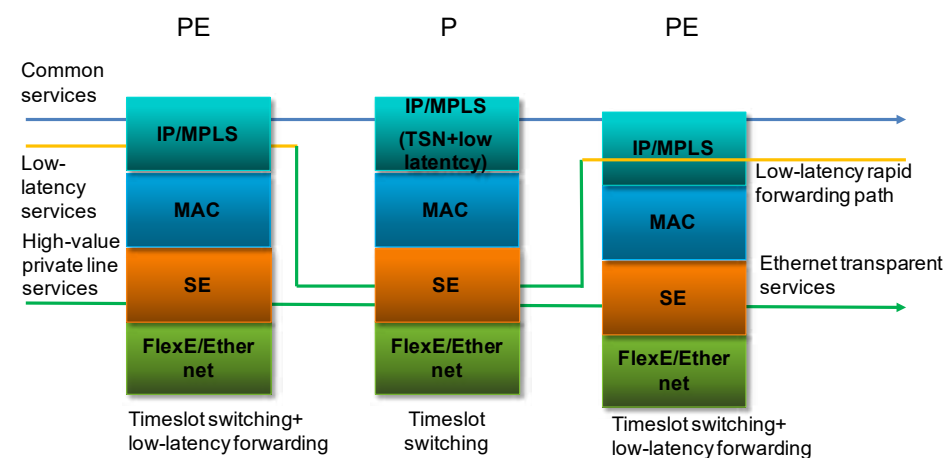 PE
P
PE
Common
services
Low-
latency
services
High-value
private line
services
IP/MPLS
MAC
SE
FlexE/Ether
net
Timeslot switching+
low-latency forwarding
IP/MPLS
(TSN+low
latentcy)
MAC
SE
FlexE/Ether
net
Timeslot
switching
IP/MPLS
MAC
SE
FlexE/Ether
net
Timeslot switching+
low-latency forwarding
Low-latency rapid
forwarding path
Ethernet transparent
services